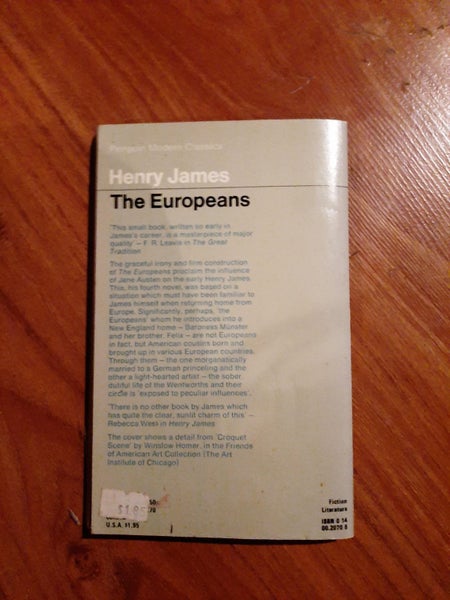 Penguin Modern Classics
Henry James
The Europeans
'This small book, written so early in
James's career, is a masterpiece of major
quality' – F. R. Leavis in The Great
Tradition
The graceful irony and firm construction
of The Europeans proclaim the influence
of Jane Austen on the early Henry James.
This, his fourth novel, was based on a
situation which must have been familiar to
James himself when returning home from
Europe. Significantly, perhaps, 'the
Europeans' whom he introduces into a
New England home – Baroness Münster
and her brother, Felix – are not Europeans
in fact, but American cousins born and
brought up in various European countries.
Through them – the one morganatically
married to a German princeling and the
other a light-hearted artist – the sober
dutiful life of the Wentworths and their
circle is 'exposed to peculiar influences'.
'There is no other book by James which
has quite the clear, sunlit charm of this' –
Rebecca West in Henry James
The cover shows a detail from 'Croquet
Scene' by Winslow Homer, in the Friends
of American Art Collection (The Art
Institute of Chicago)
$1.95
U.S.A. $1.95
Fiction
Literature
ISBN 0 14
00.2070 8